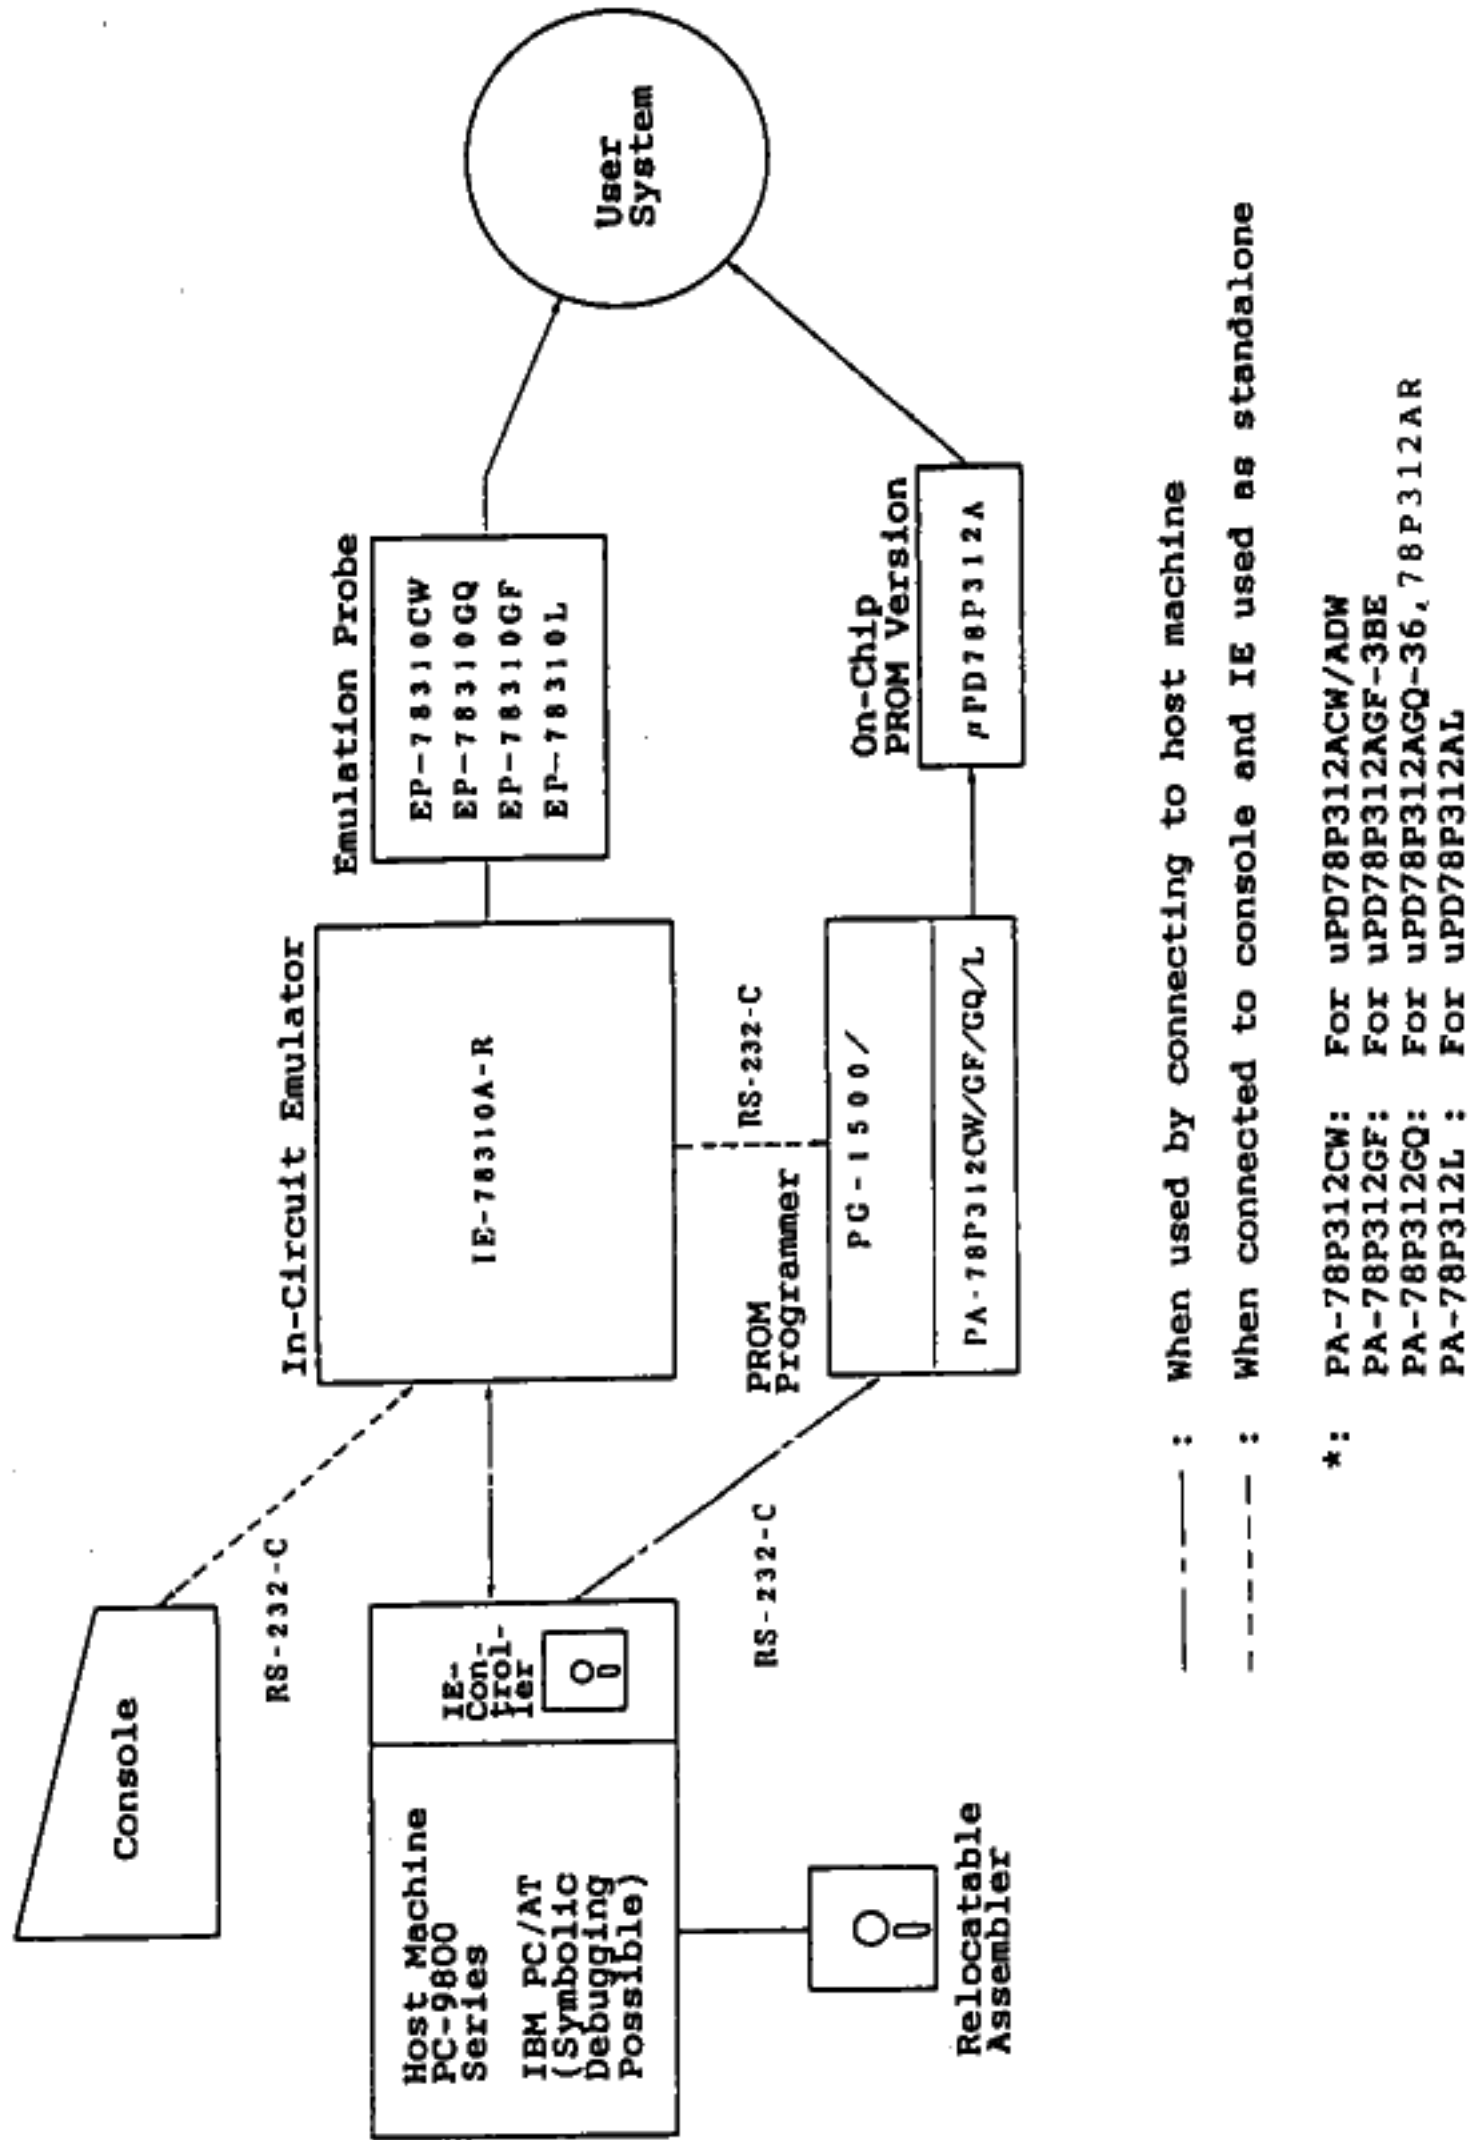 Console
RS-232-C
Host Machine
PC-9800
Series
IBM PC/AT
(Symbolic
Debugging
Possible)
IE-
Con-
trol-
ler
Relocatable
Assembler
RS-232-C
In-Circuit Emulator
IE-78310A-R
RS-232-C
PROM
Programmer
PG-1500/
PA-78P312CW/GF/GQ/L
Emulation Probe
EP-78310CW
EP-78310GQ
EP-78310GF
EP-78310L
On-Chip
PROM Version
μPD78P312A
User
System
: When used by connecting to host machine
: When connected to console and IE used as standalone
*: PA-78P312CW: For uPD78P312ACW/ADW
PA-78P312GF: For uPD78P312AGF-3BE
PA-78P312GQ: For uPD78P312AGQ-36,78P312AR
PA-78P312L : For uPD78P312AL